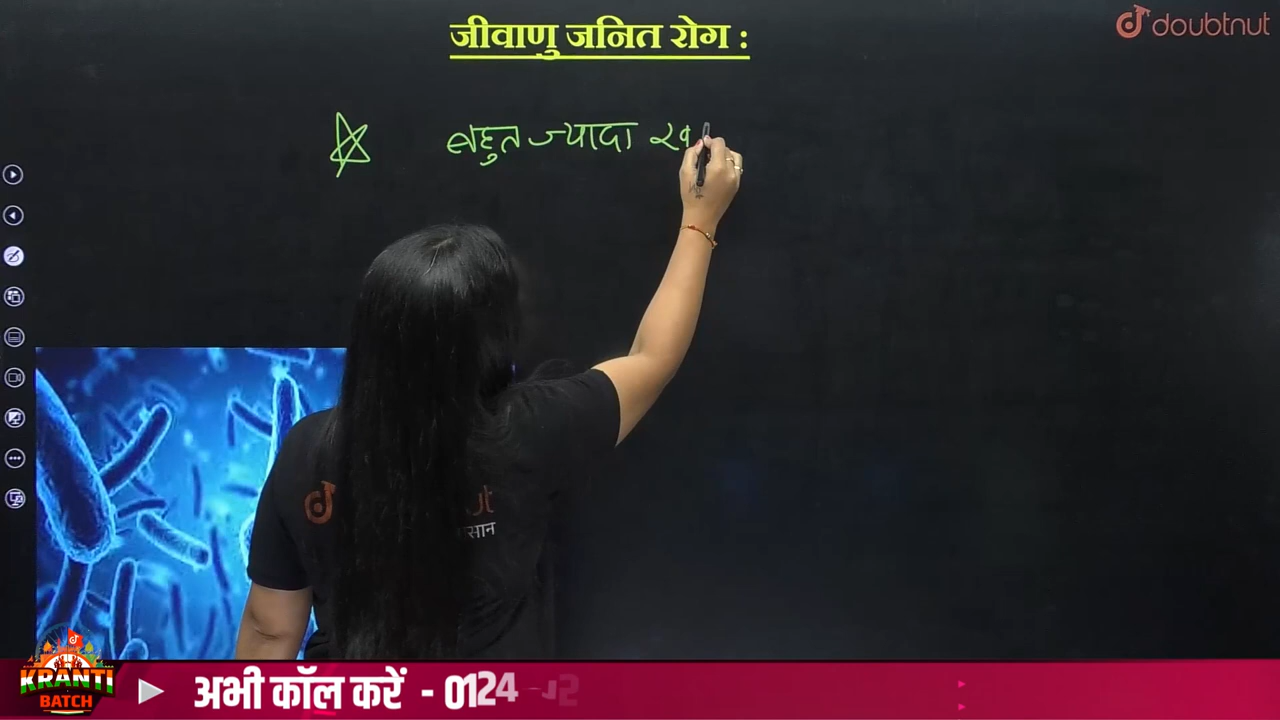 जीवाणु जनित रोग :
doubtnut
बहुत ज्यादा
सान
KRANTI
BATCH
अभी कॉल करें - 0124